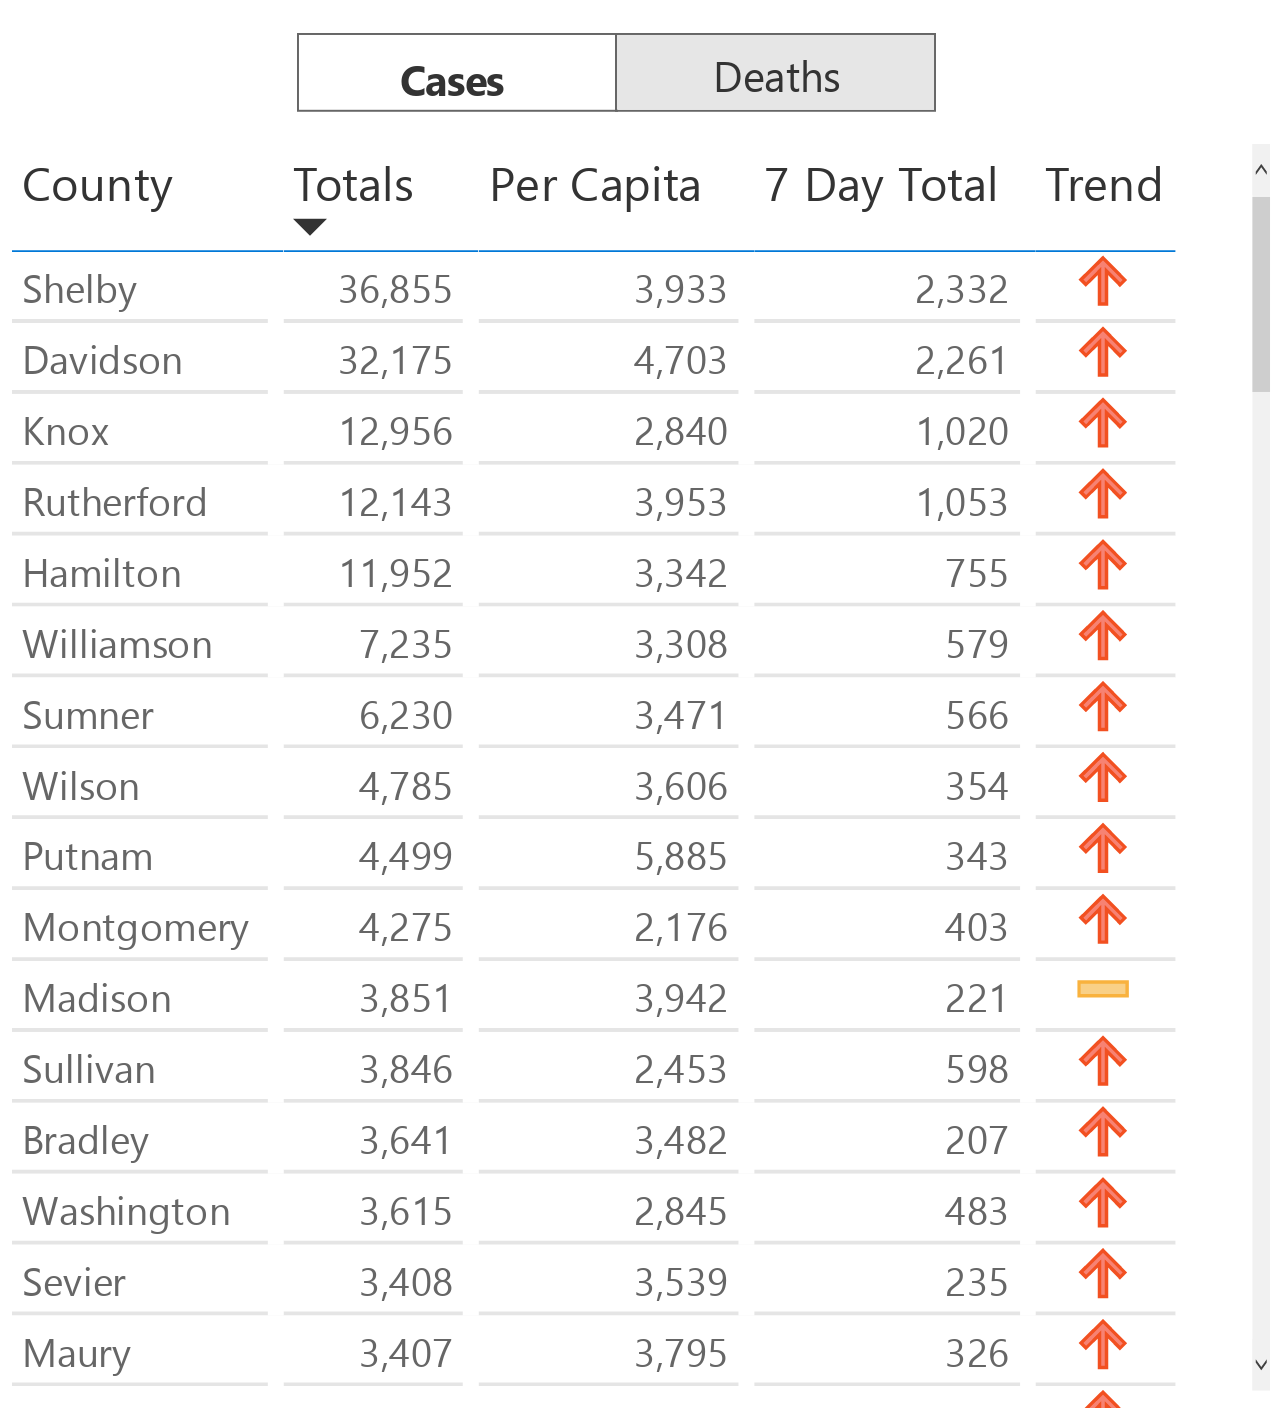 Cases Deaths
County Totals Per Capita 7 Day Total Trend
Shelby 36,855 3,933 2,332
Davidson 32,175 4,703 2,261
Knox 12,956 2,840 1,020
Rutherford 12,143 3,953 1,053
Hamilton 11,952 3,342 755
Williamson 7,235 3,308 579
Sumner 6,230 3,471 566
Wilson 4,785 3,606 354
Putnam 4,499 5,885 343
Montgomery 4,275 2,176 403
Madison 3,851 3,942 221
Sullivan 3,846 2,453 598
Bradley 3,641 3,482 207
Washington 3,615 2,845 483
Sevier 3,408 3,539 235
Maury 3,407 3,795 326